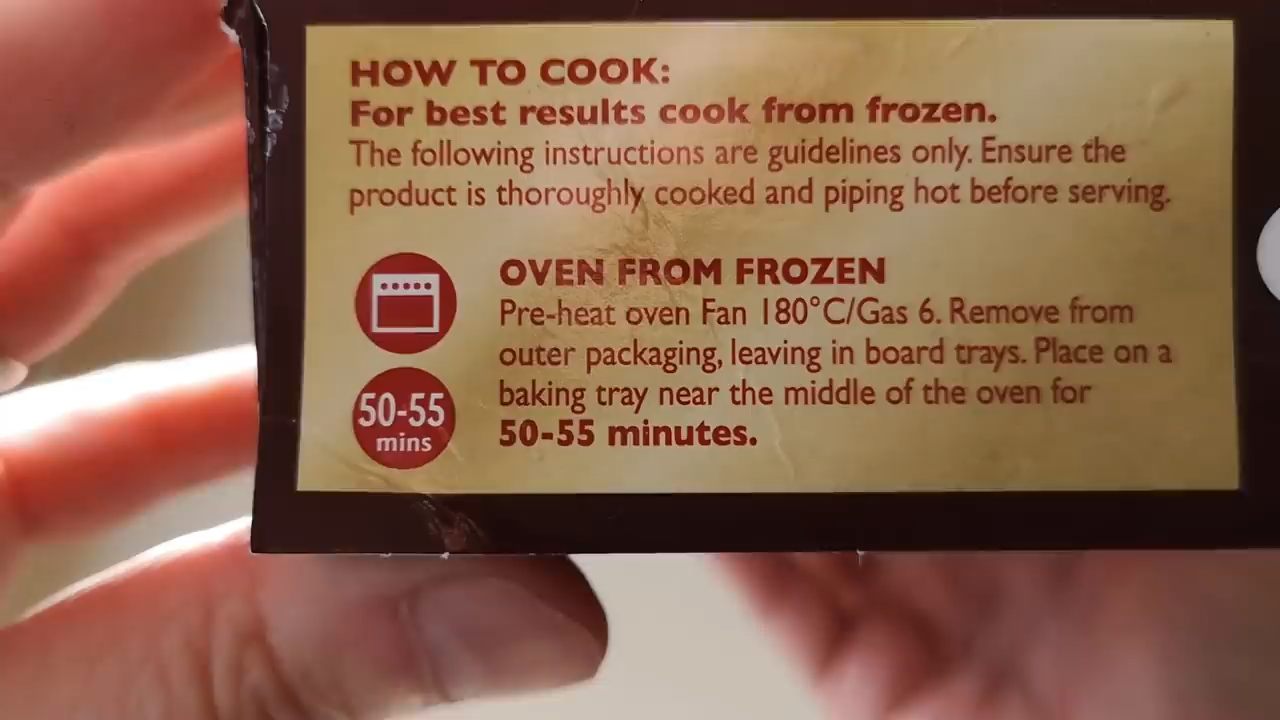 HOW TO COOK:
For best results cook from frozen.
The following instructions are guidelines only. Ensure the
product is thoroughly cooked and piping hot before serving.
OVEN FROM FROZEN
Pre-heat oven Fan 180°C/Gas 6. Remove from
outer packaging, leaving in board trays. Place on a
baking tray near the middle of the oven for
50-55 minutes.
50-55
mins